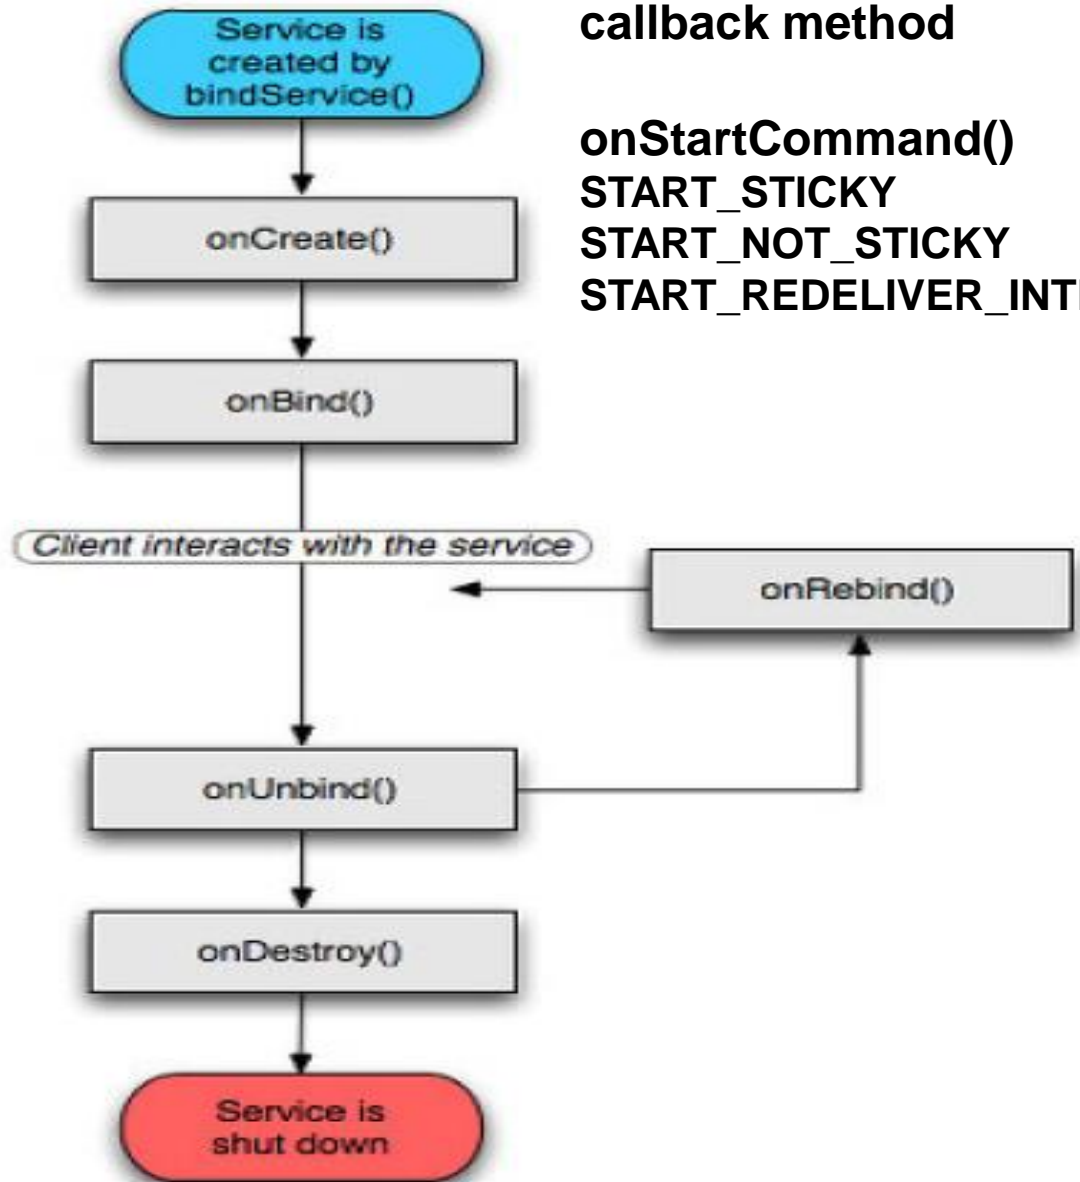 Service is
created by
bindService()
onCreate()
onBind()
Client interacts with the service
onRebind()
onUnbind()
onDestroy()
Service is
shut down
callback method
onStartCommand()
START_STICKY
START_NOT_STICKY